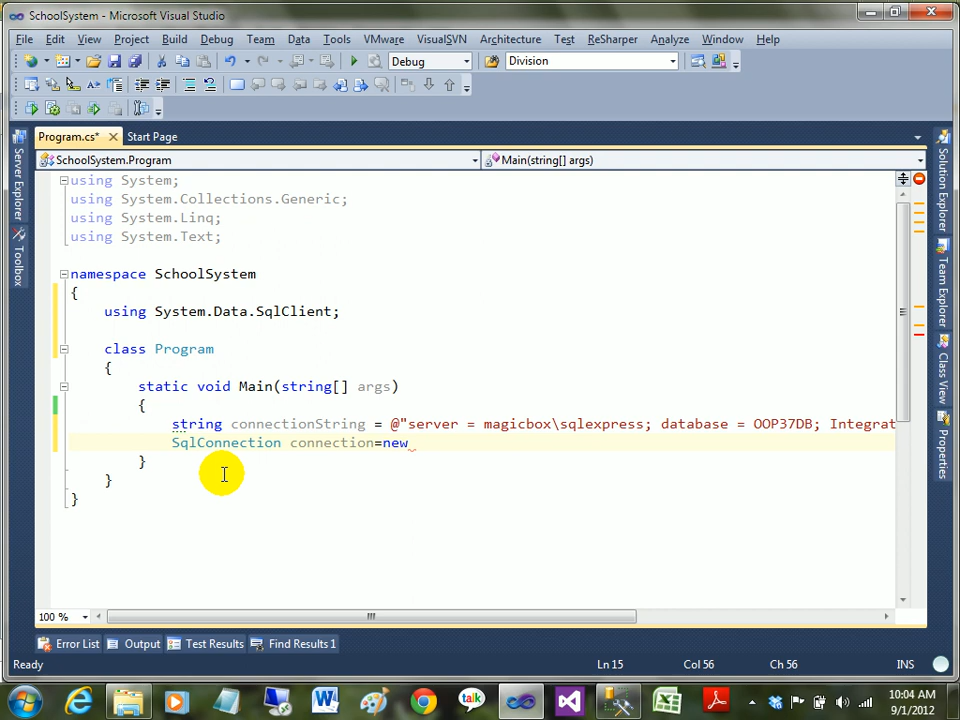 SchoolSystem - Microsoft Visual Studio
File Edit View Project Build Debug Team Data Tools VMware VisualSVN Architecture Test ReSharper Analyze Window Help
Debug Division
Program.cs* Start Page
SchoolSystem.Program Main(string[] args)
using System;
using System.Collections.Generic;
using System.Linq;
using System.Text;
namespace SchoolSystem
{
using System.Data.SqlClient;
class Program
{
static void Main(string[] args)
{
string connectionString = @"server = magicbox\sqlexpress; database = OOP37DB; Integrat
SqlConnection connection=new
}
}
}
Server Explorer
Toolbox
Solution Explorer
Team Explorer
Class View
Properties
100 %
Error List Output Test Results Find Results 1
Ready Ln 15 Col 56 Ch 56 INS
talk
10:04 AM
9/1/2012